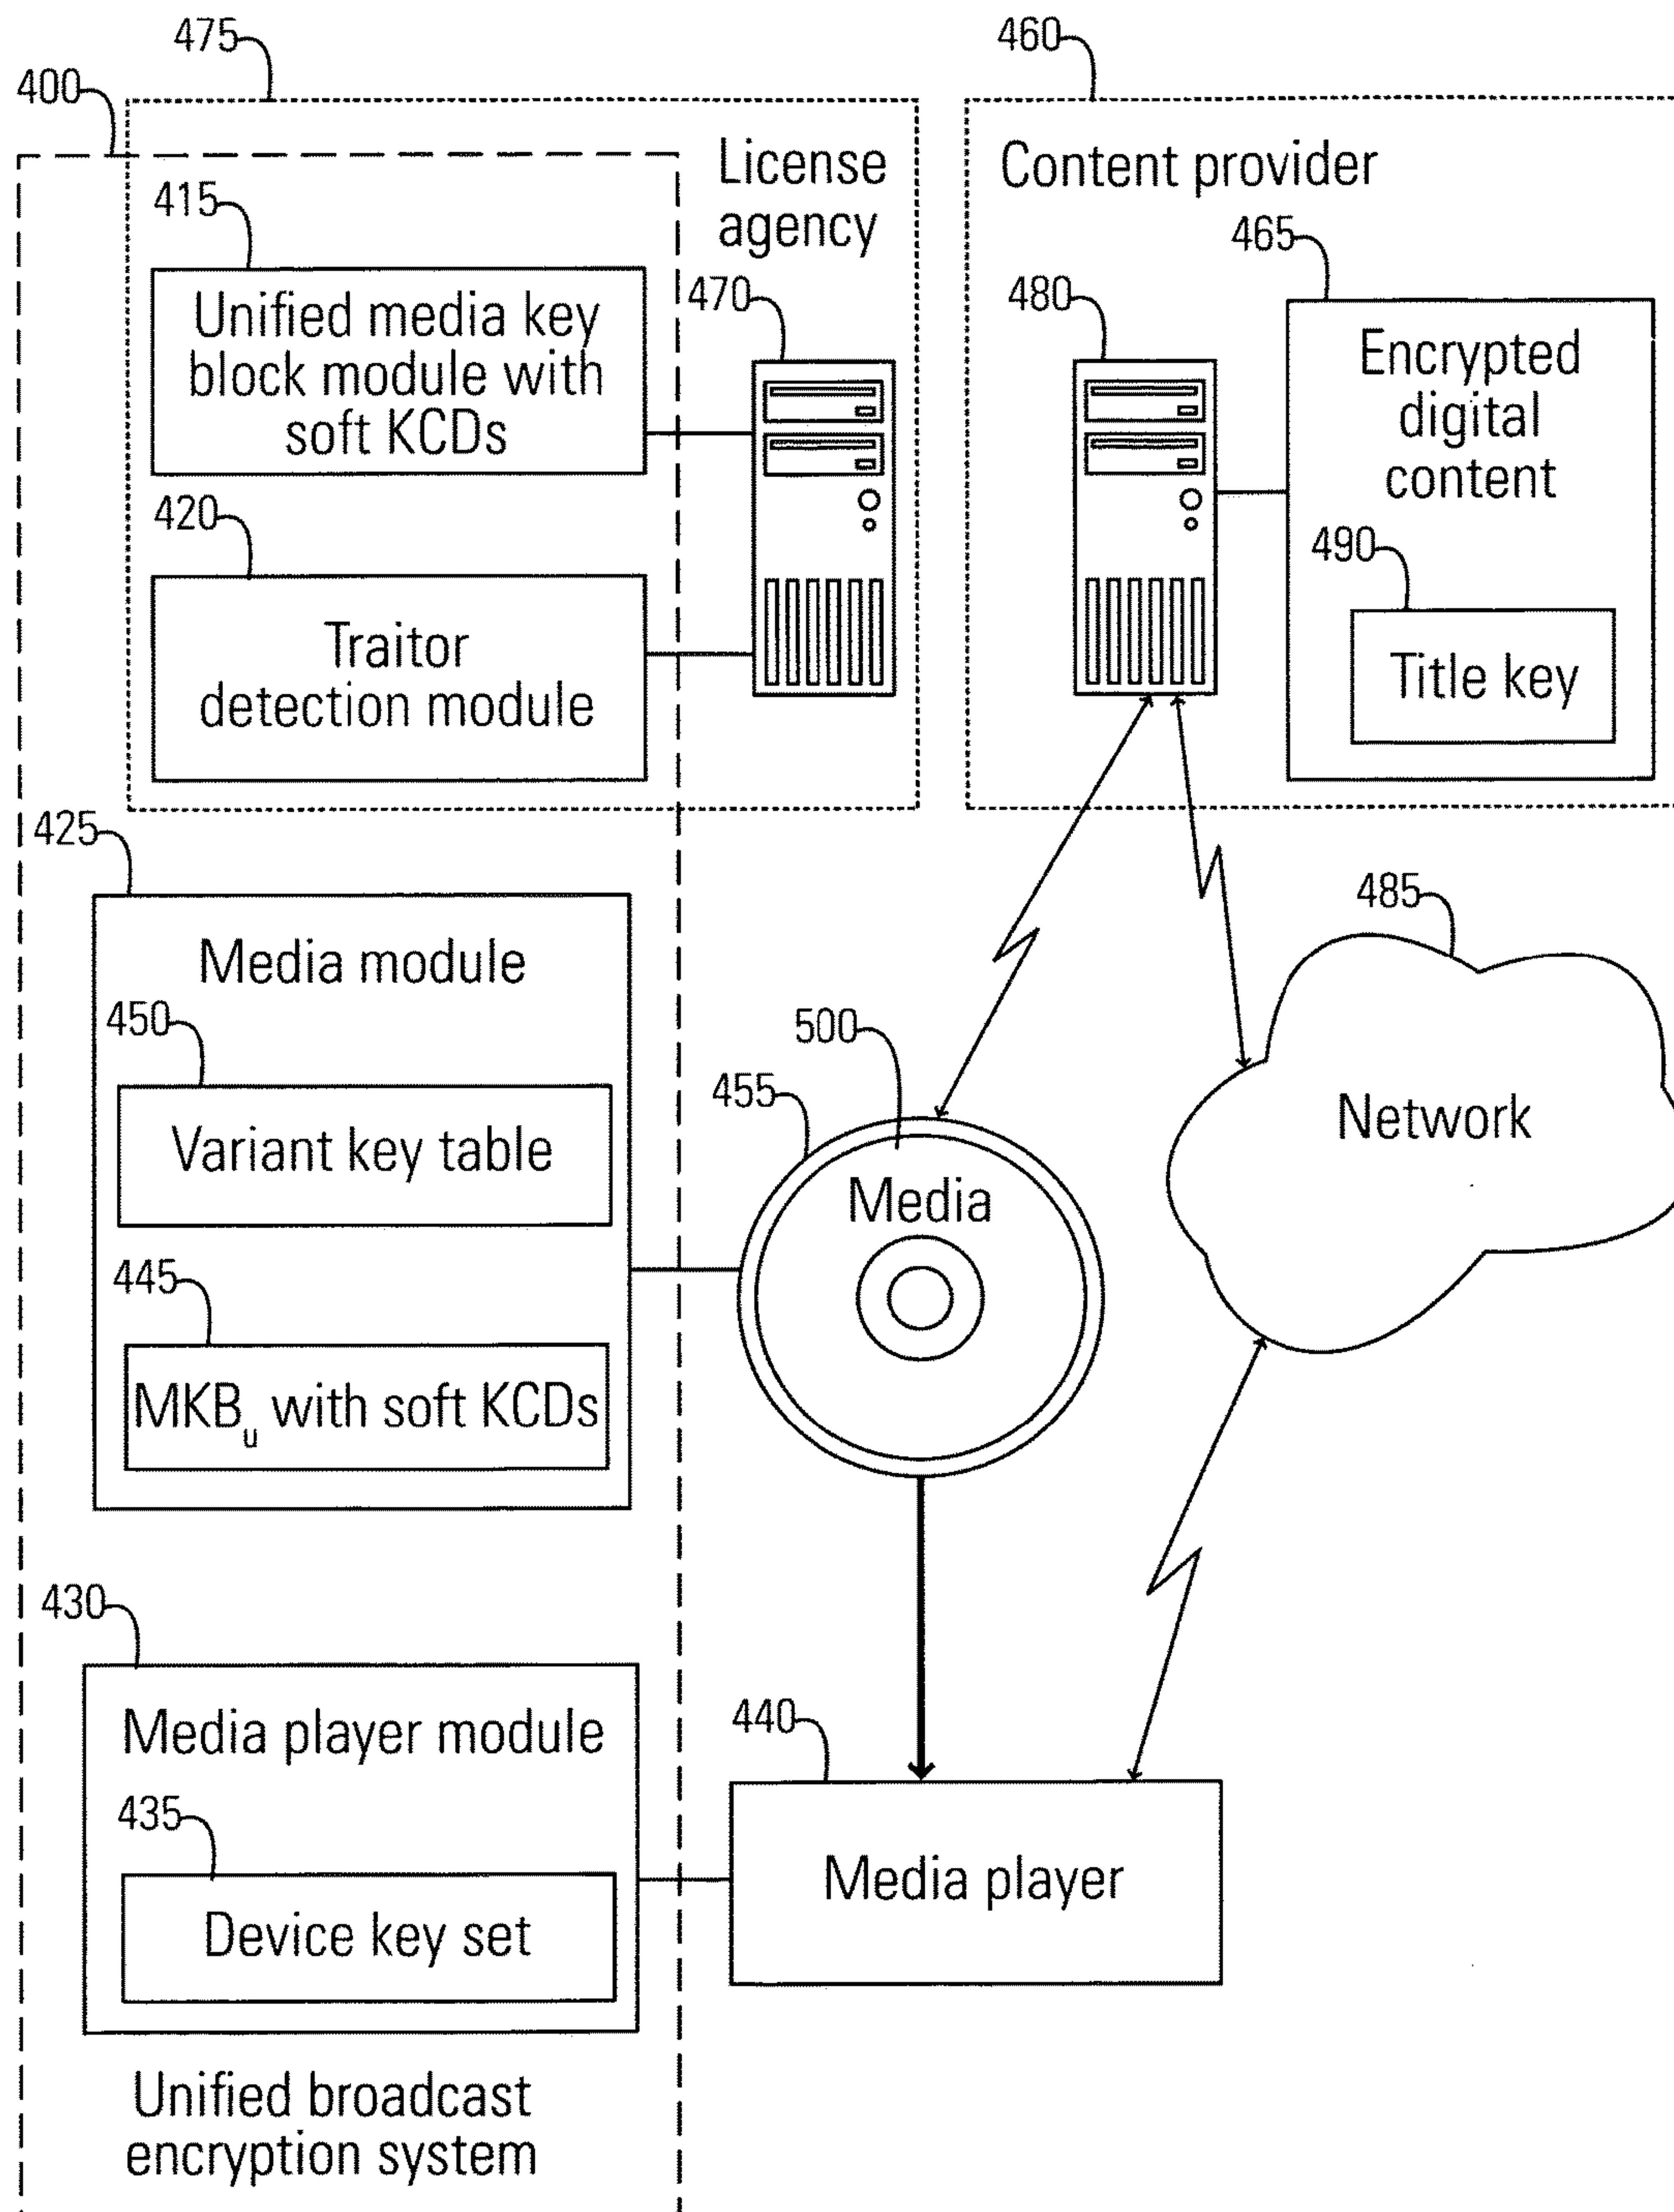 475
460
400
License
agency
Content provider
415
465
Unified media key
block module with
soft KCDs
470
480
Encrypted
digital
content
420
490
Traitor
detection module
Title key
425
485
Media module
450
500
455
Variant key table
Media
Network
445
MKBu with soft KCDs
430
Media player module
440
435
Media player
Device key set
Unified broadcast
encryption system